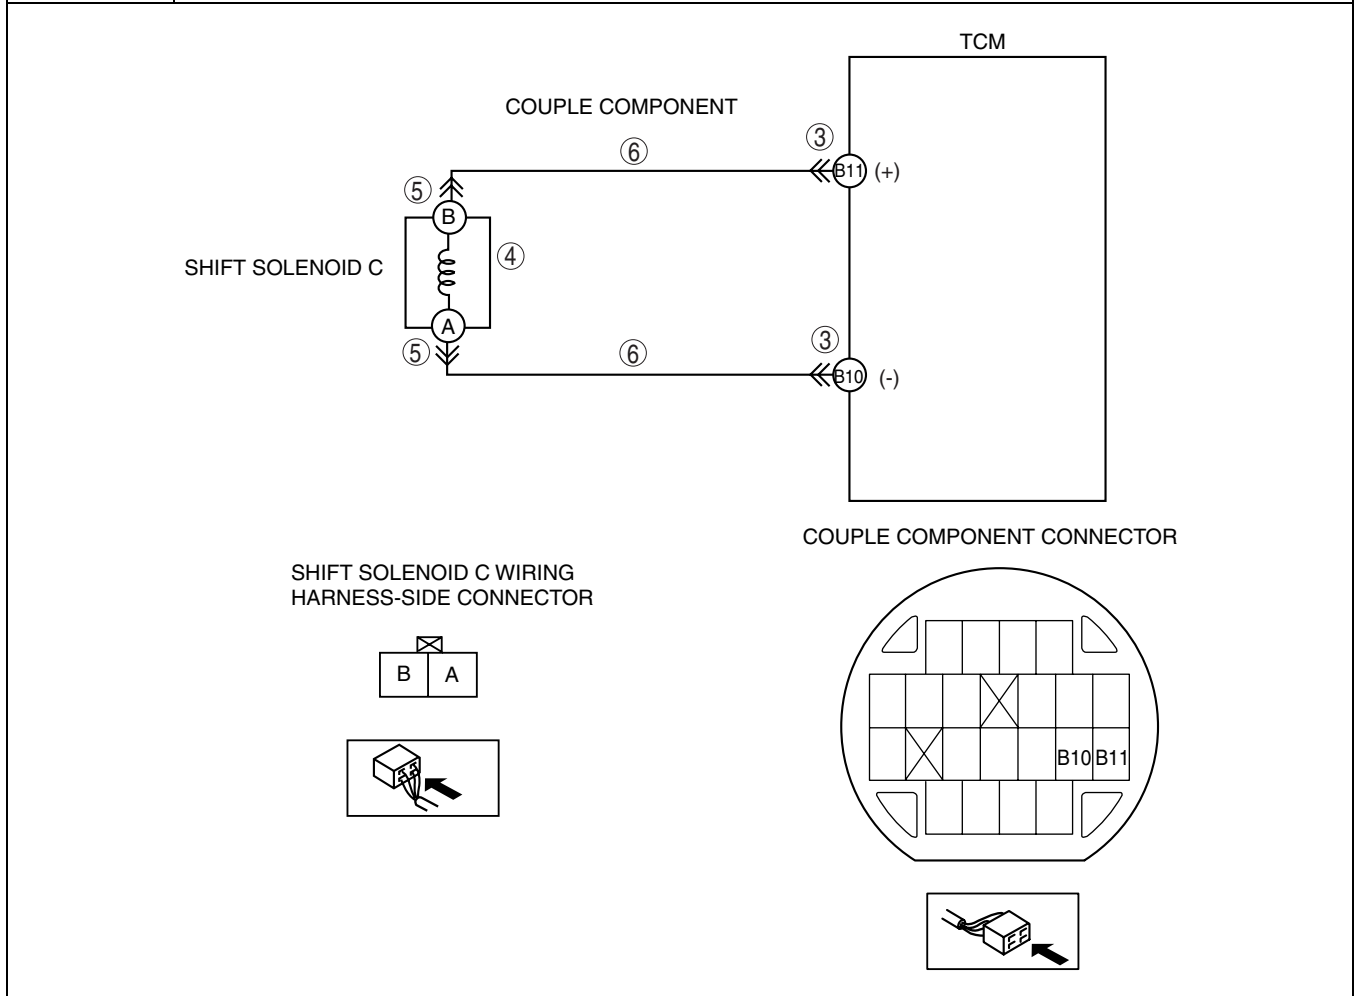 TCM
COUPLE COMPONENT
③
⑥
B11 (+)
⑤
B
④
SHIFT SOLENOID C
A
③
⑤
⑥
B10 (-)
COUPLE COMPONENT CONNECTOR
SHIFT SOLENOID C WIRING
HARNESS-SIDE CONNECTOR
B A
B10 B11